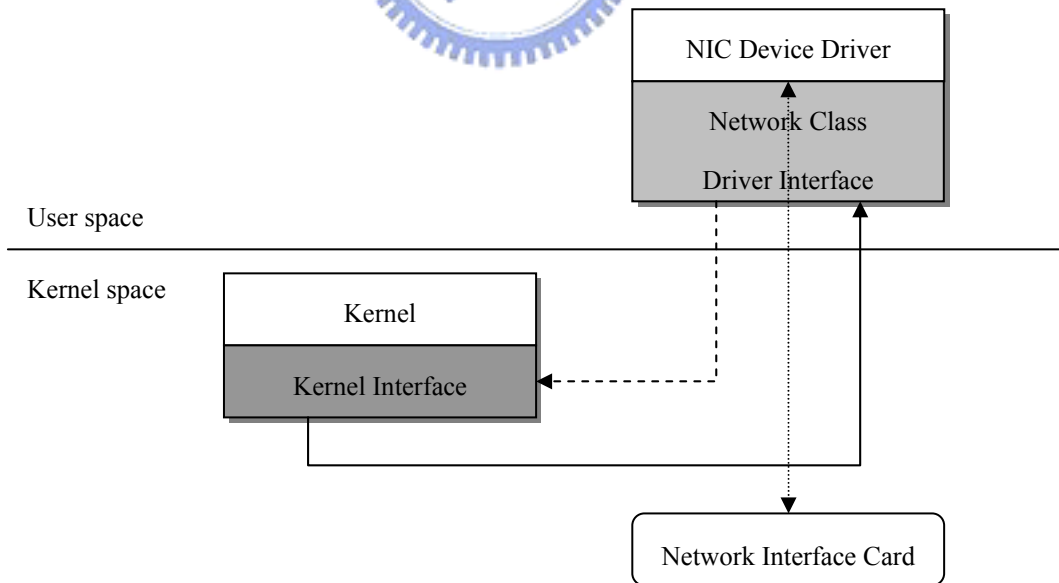 NIC Device Driver
Network Class
Driver Interface
User space
Kernel space
Kernel
Kernel Interface
Network Interface Card